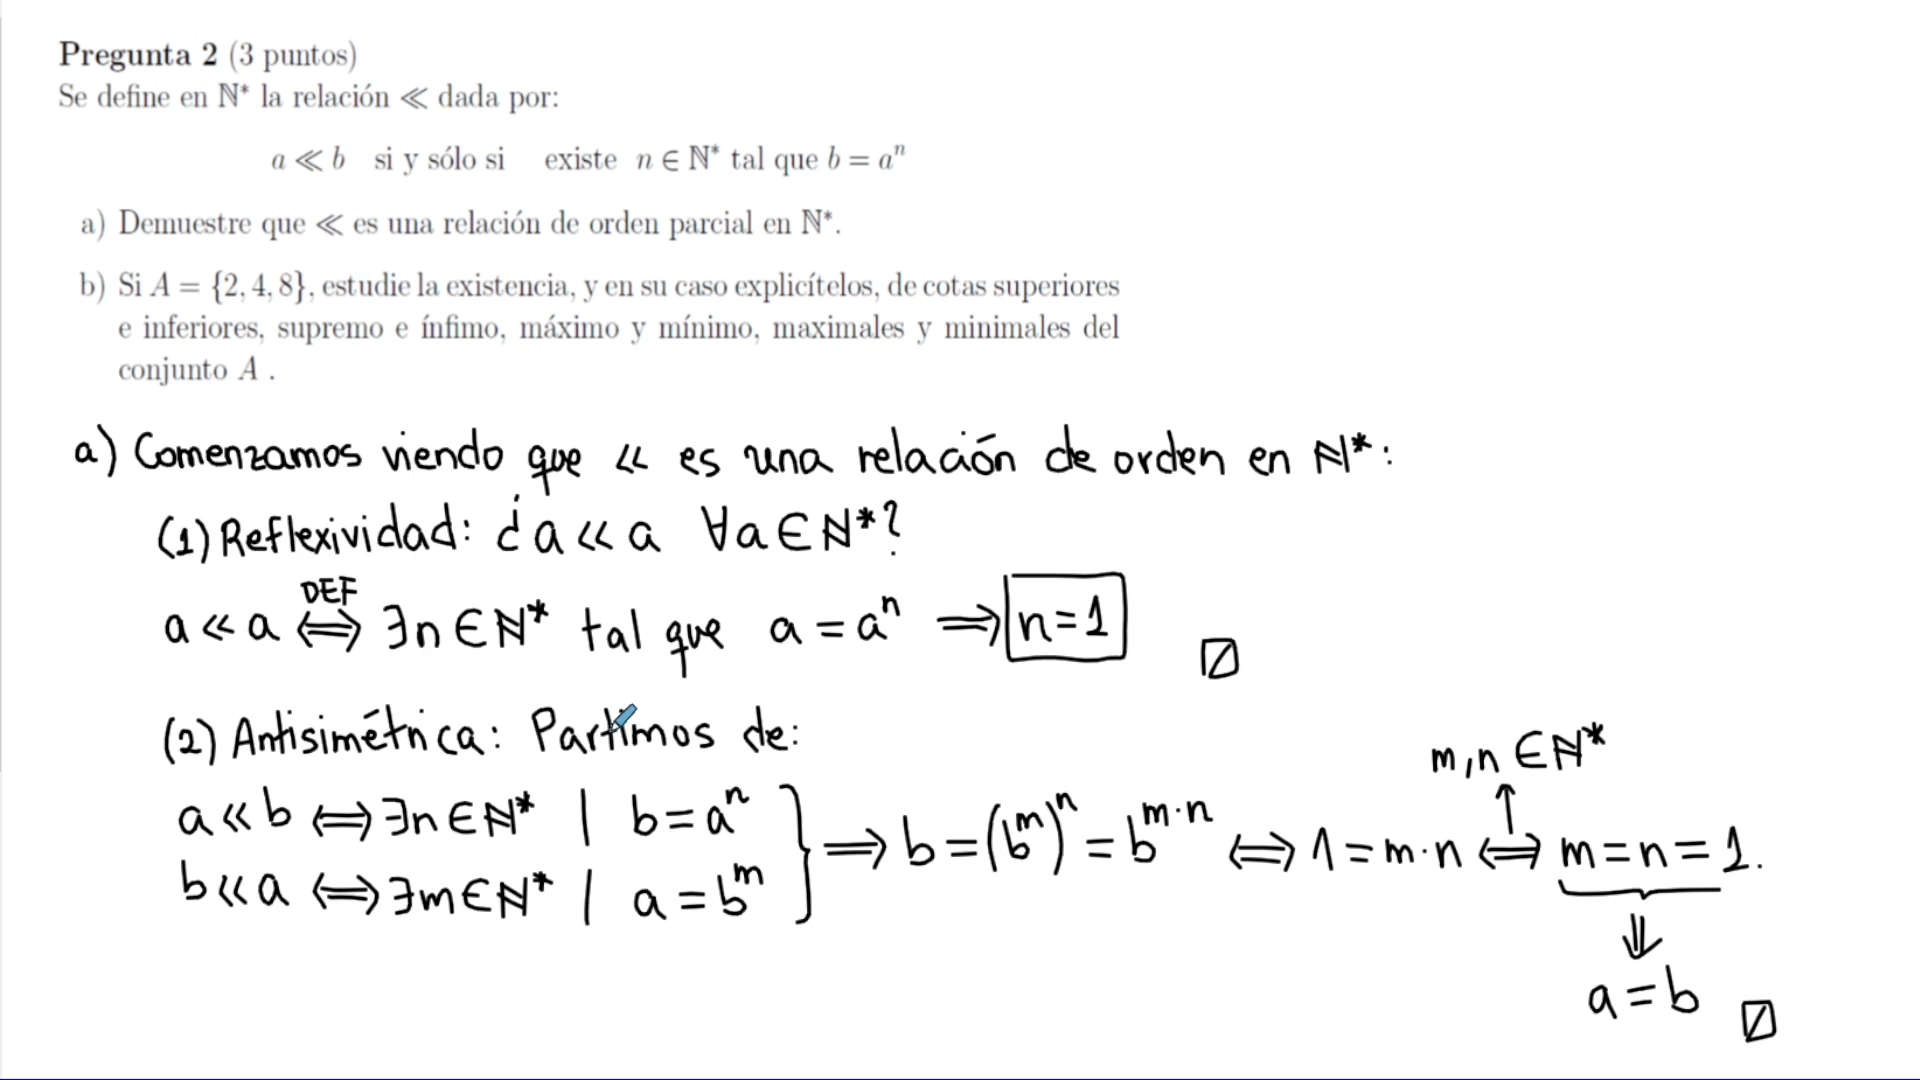 Pregunta 2 (3 puntos)
Se define en ℕ* la relación ≪ dada por:
a ≪ b si y sólo si existe n ∈ ℕ* tal que b = aⁿ
a) Demuestre que ≪ es una relación de orden parcial en ℕ*.
b) Si A = {2, 4, 8}, estudie la existencia, y en su caso explicítelos, de cotas superiores
e inferiores, supremo e ínfimo, máximo y mínimo, maximales y minimales del
conjunto A .
a) Comenzamos viendo que ≪ es una relación de orden en ℕ*:
(1) Reflexividad: ¿a ≪ a ∀a ∈ ℕ*?
DEF
a ≪ a ⟺ ∃n ∈ ℕ* tal que a = aⁿ ⟹ n=1
(2) Antisimétrica: Partimos de:
m,n ∈ ℕ*
↑
a ≪ b ⟺ ∃n ∈ ℕ* | b = aⁿ
b ≪ a ⟺ ∃m ∈ ℕ* | a = bᵐ
} ⟹ b = (bᵐ)ⁿ = bᵐ·ⁿ ⟺ 1 = m·n ⟺ m = n = 1.
⇓
a = b